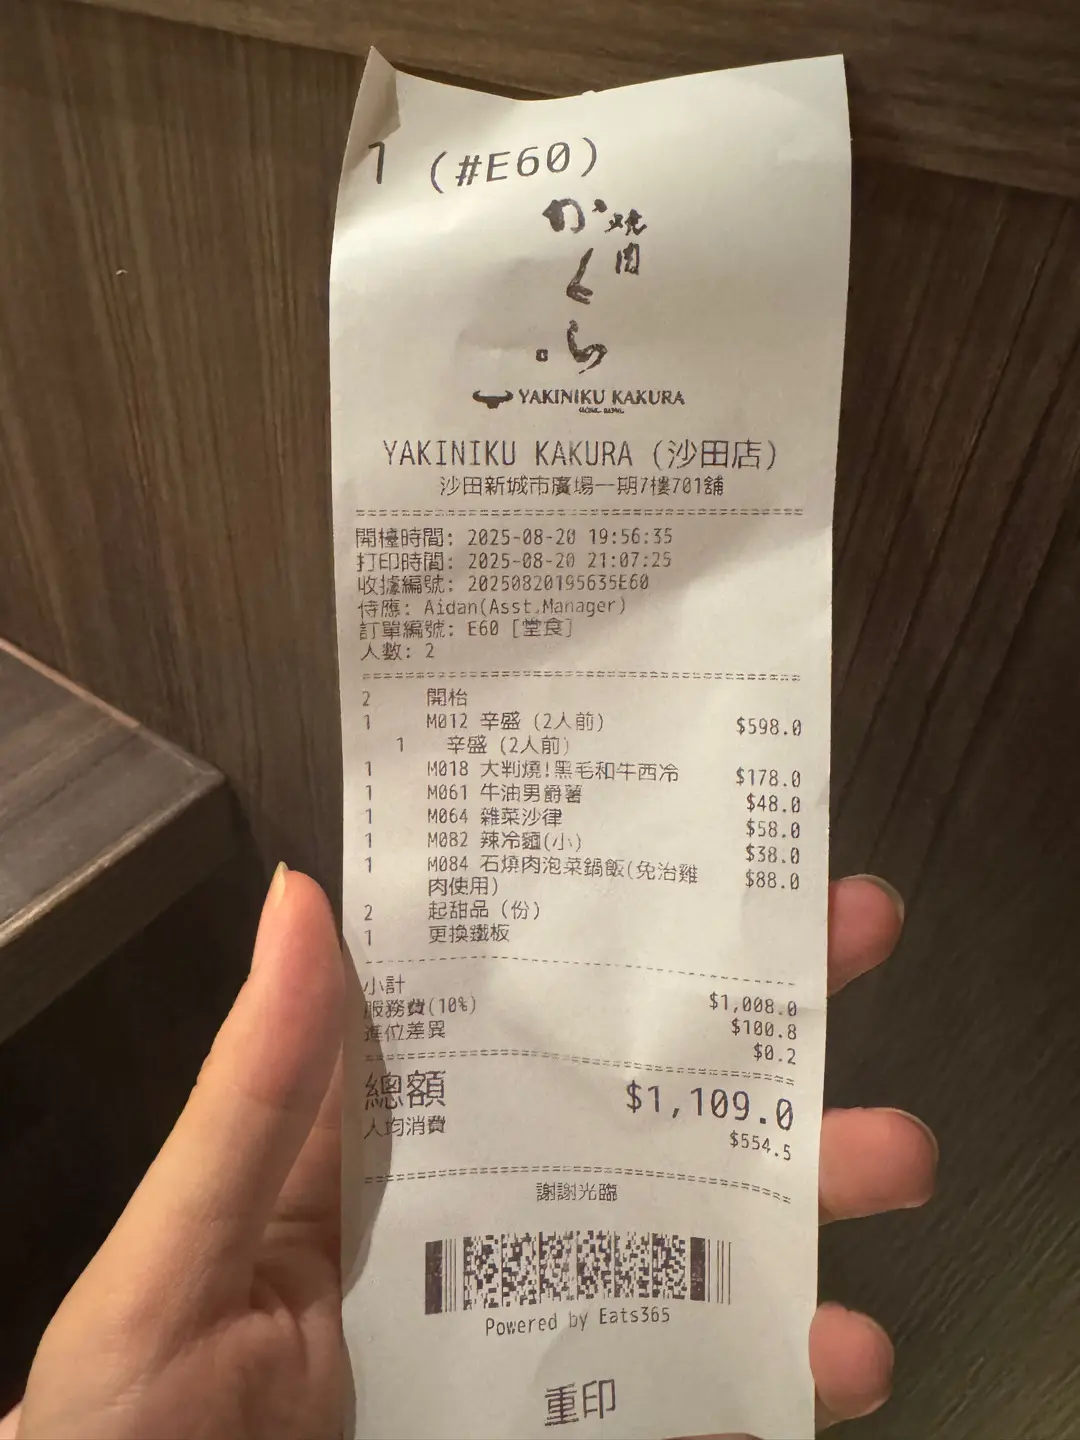 1 (#E60)
焼肉
かくら。
YAKINIKU KAKURA
YAKINIKU KAKURA (沙田店)
沙田新城市廣場一期7樓701舖
開檯時間: 2025-08-20 19:56:35
打印時間: 2025-08-20 21:07:25
收據編號: 20250820195635E60
侍應: Aidan(Asst.Manager)
訂單編號: E60 [堂食]
人數: 2
2 開枱
1 M012 辛盛 (2人前) $598.0
1 辛盛 (2人前)
1 M018 大判燒!黑毛和牛西冷 $178.0
1 M061 牛油男爵薯 $48.0
1 M064 雜菜沙律 $58.0
1 M082 辣冷麵(小) $38.0
1 M084 石燒肉泡菜鍋飯(免治雞 $88.0
肉使用)
2 起甜品 (份)
1 更換鐵板
小計 $1,008.0
服務費(10%) $100.8
進位差異 $0.2
總額 $1,109.0
人均消費 $554.5
謝謝光臨
Powered by Eats365
重印